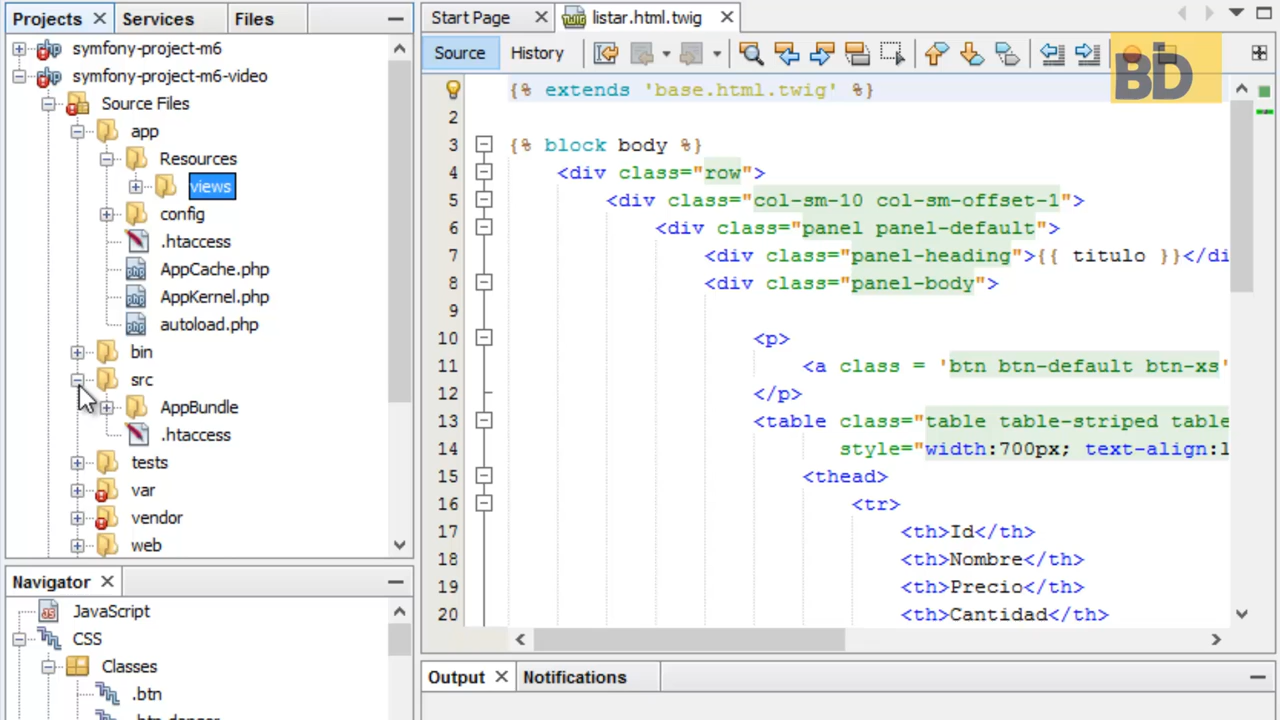 Projects
Services
Files
symfony-project-m6
symfony-project-m6-video
Source Files
app
Resources
views
config
.htaccess
AppCache.php
AppKernel.php
autoload.php
bin
src
AppBundle
.htaccess
tests
var
vendor
web
Navigator
JavaScript
CSS
Classes
.btn
Start Page
listar.html.twig
Source
History
BD
{% extends 'base.html.twig' %}
2
3 {% block body %}
4 <div class="row">
5 <div class="col-sm-10 col-sm-offset-1">
6 <div class="panel panel-default">
7 <div class="panel-heading">{{ titulo }}</di
8 <div class="panel-body">
9
10 <p>
11 <a class = 'btn btn-default btn-xs'
12 </p>
13 <table class="table table-striped table
14 style="width:700px; text-align:l
15 <thead>
16 <tr>
17 <th>Id</th>
18 <th>Nombre</th>
19 <th>Precio</th>
20 <th>Cantidad</th>
Output
Notifications